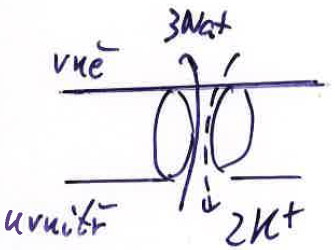 3Na+
vně
uvnitř
2K+